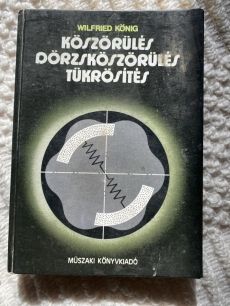 WILFRIED KÖNIG
KÖSZÖRÜLÉS
DÖRZSKÖSZÖRÜLÉS
TÜKRÖSÍTÉS
MŰSZAKI KÖNYVKIADÓ